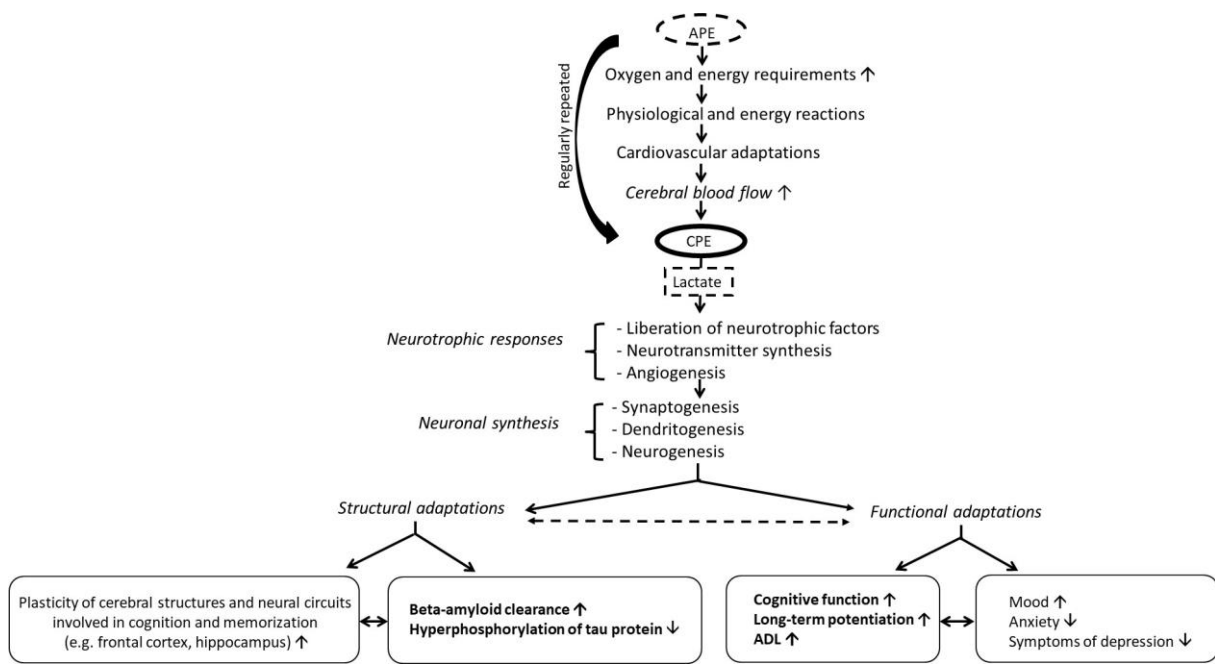 APE
Oxygen and energy requirements ↑
Physiological and energy reactions
Cardiovascular adaptations
Cerebral blood flow ↑
Regularly repeated
CPE
Lactate
Neurotrophic responses
- Liberation of neurotrophic factors
- Neurotransmitter synthesis
- Angiogenesis
Neuronal synthesis
- Synaptogenesis
- Dendritogenesis
- Neurogenesis
Structural adaptations
Functional adaptations
Plasticity of cerebral structures and neural circuits
involved in cognition and memorization
(e.g. frontal cortex, hippocampus) ↑
Beta-amyloid clearance ↑
Hyperphosphorylation of tau protein ↓
Cognitive function ↑
Long-term potentiation ↑
ADL ↑
Mood ↑
Anxiety ↓
Symptoms of depression ↓